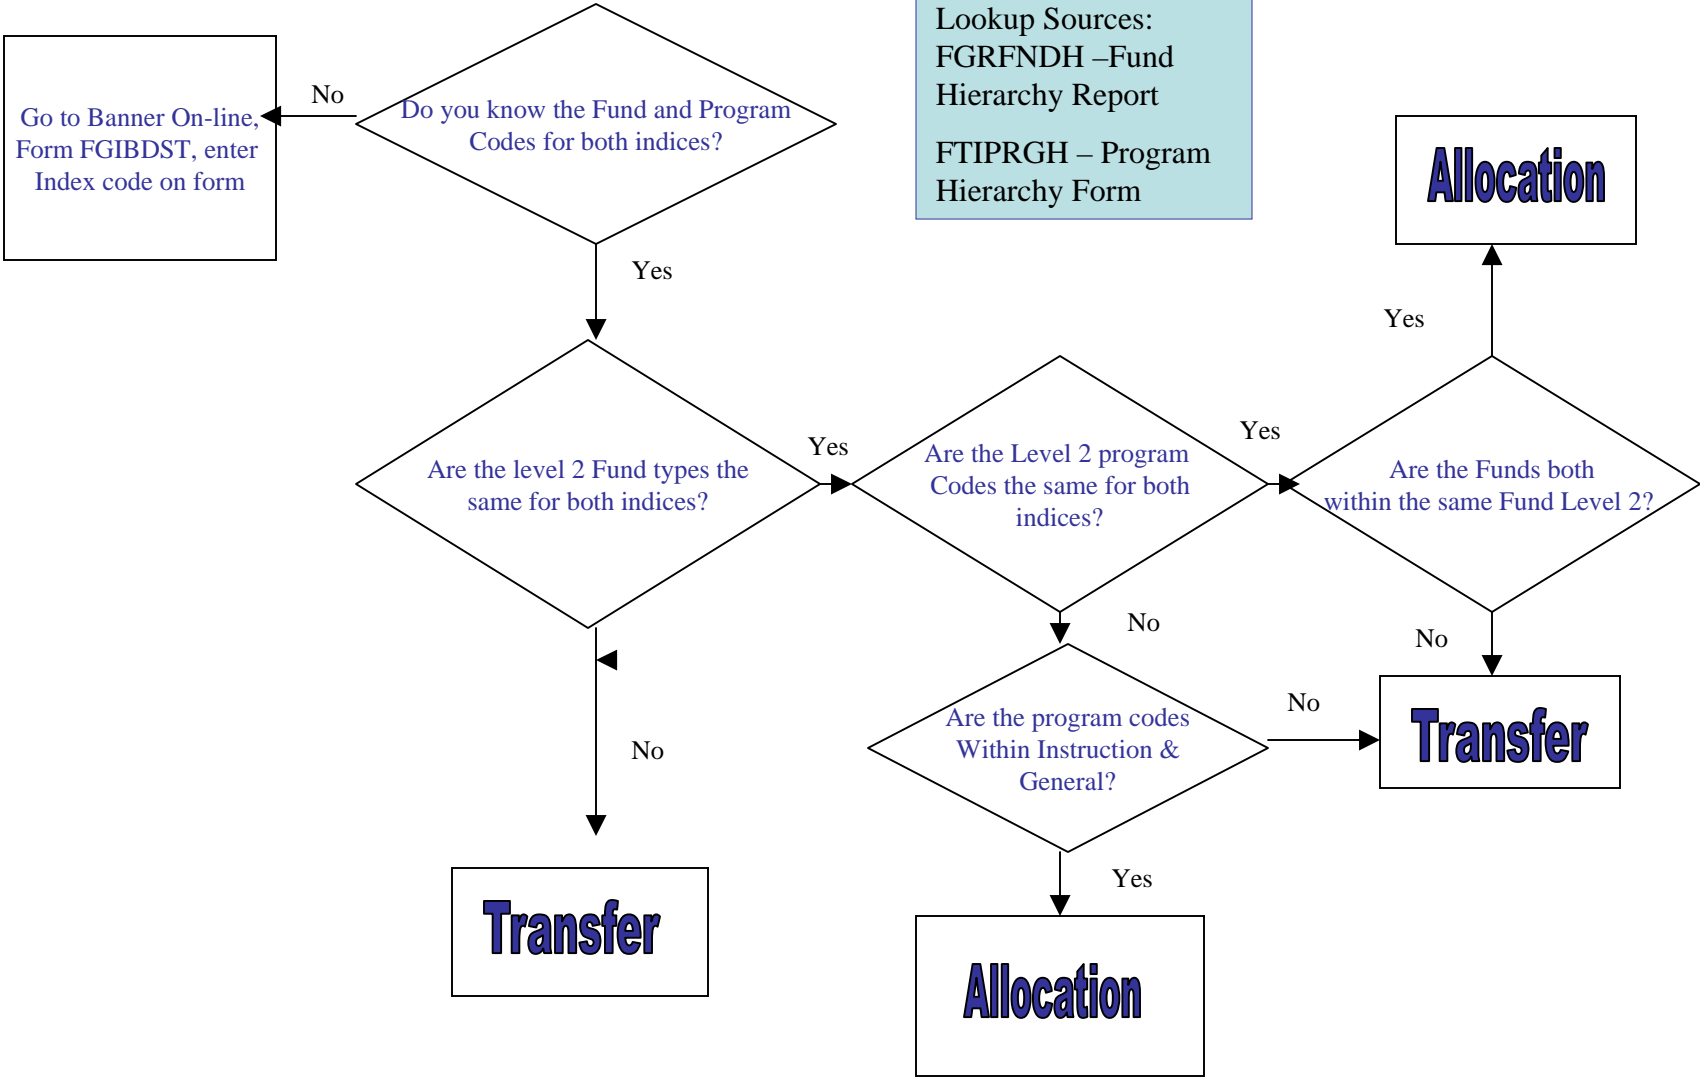 Lookup Sources:
FGRFNDH –Fund
Hierarchy Report
FTIPRGH – Program
Hierarchy Form
Go to Banner On-line,
Form FGIBDST, enter
Index code on form
No
Do you know the Fund and Program
Codes for both indices?
Yes
Allocation
Yes
Are the level 2 Fund types the
same for both indices?
Yes
Are the Level 2 program
Codes the same for both
indices?
Yes
Are the Funds both
within the same Fund Level 2?
No
No
No
Are the program codes
Within Instruction &
General?
No
Transfer
Yes
Transfer
Allocation